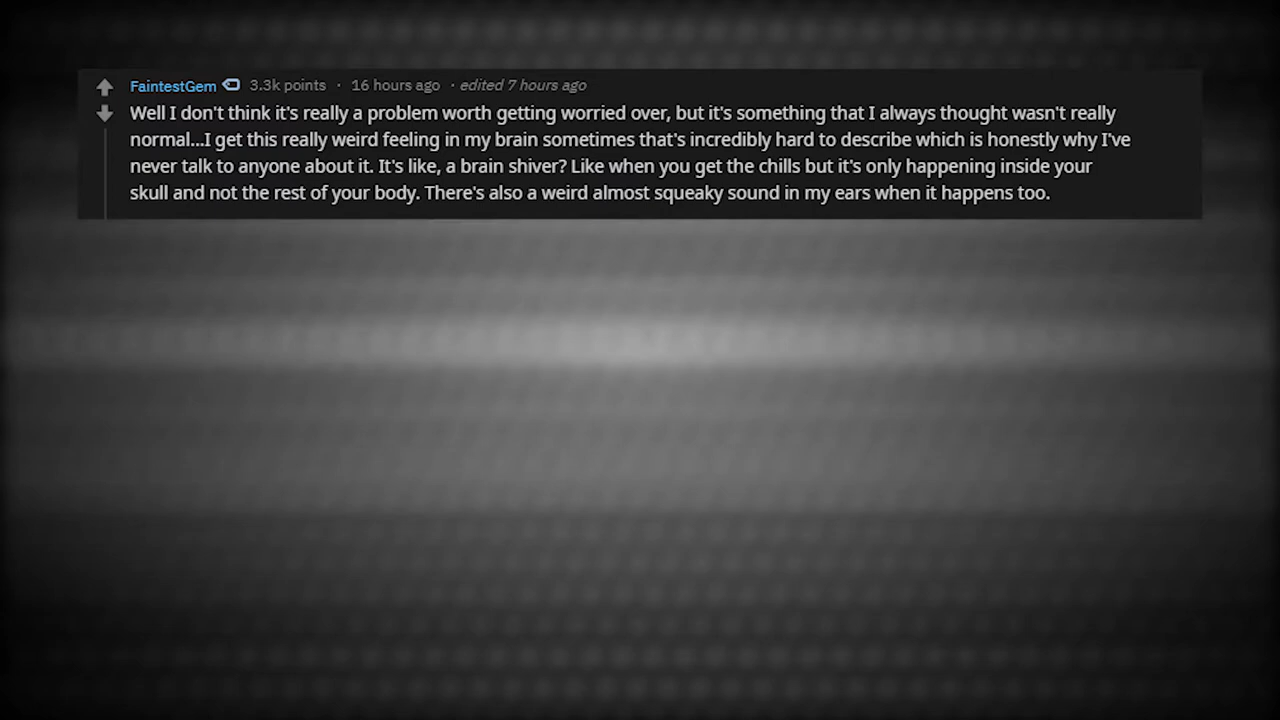 FaintestGem 3.3k points · 16 hours ago · edited 7 hours ago
Well I don't think it's really a problem worth getting worried over, but it's something that I always thought wasn't really
normal...I get this really weird feeling in my brain sometimes that's incredibly hard to describe which is honestly why I've
never talk to anyone about it. It's like, a brain shiver? Like when you get the chills but it's only happening inside your
skull and not the rest of your body. There's also a weird almost squeaky sound in my ears when it happens too.